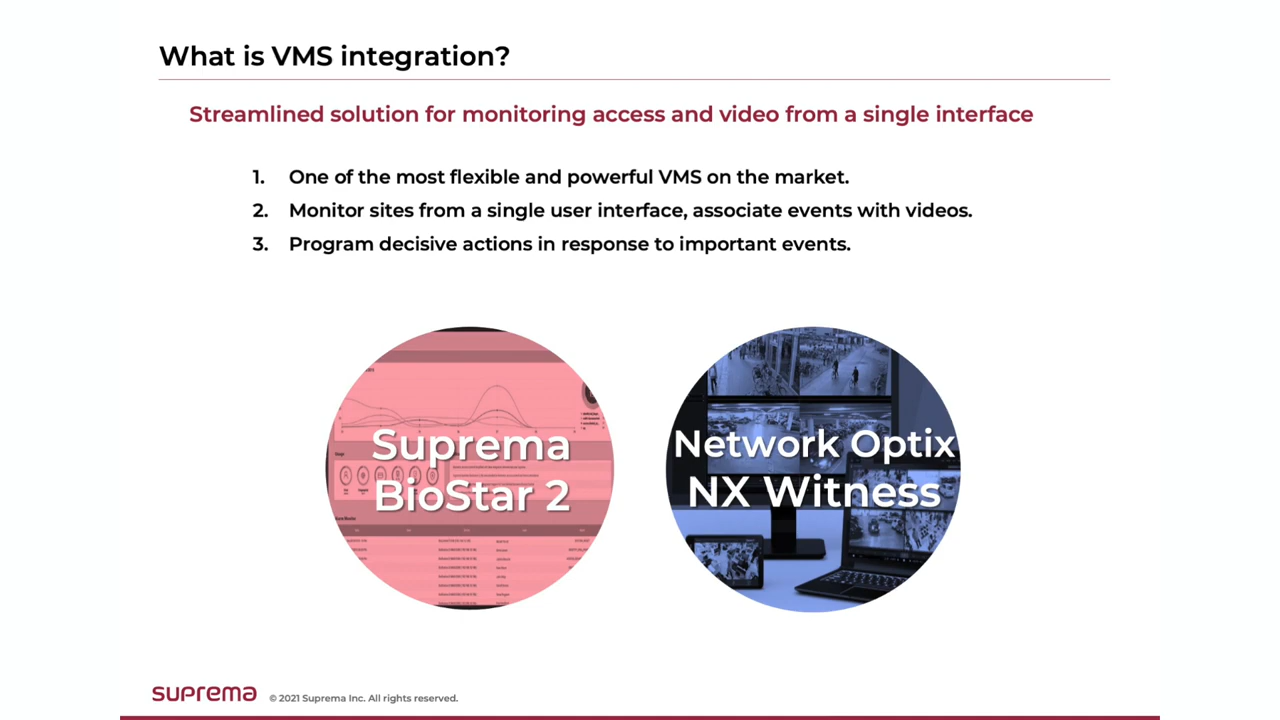 What is VMS integration?
Streamlined solution for monitoring access and video from a single interface
1. One of the most flexible and powerful VMS on the market.
2. Monitor sites from a single user interface, associate events with videos.
3. Program decisive actions in response to important events.
Suprema
BioStar 2
Network Optix
NX Witness
suprema © 2021 Suprema Inc. All rights reserved.